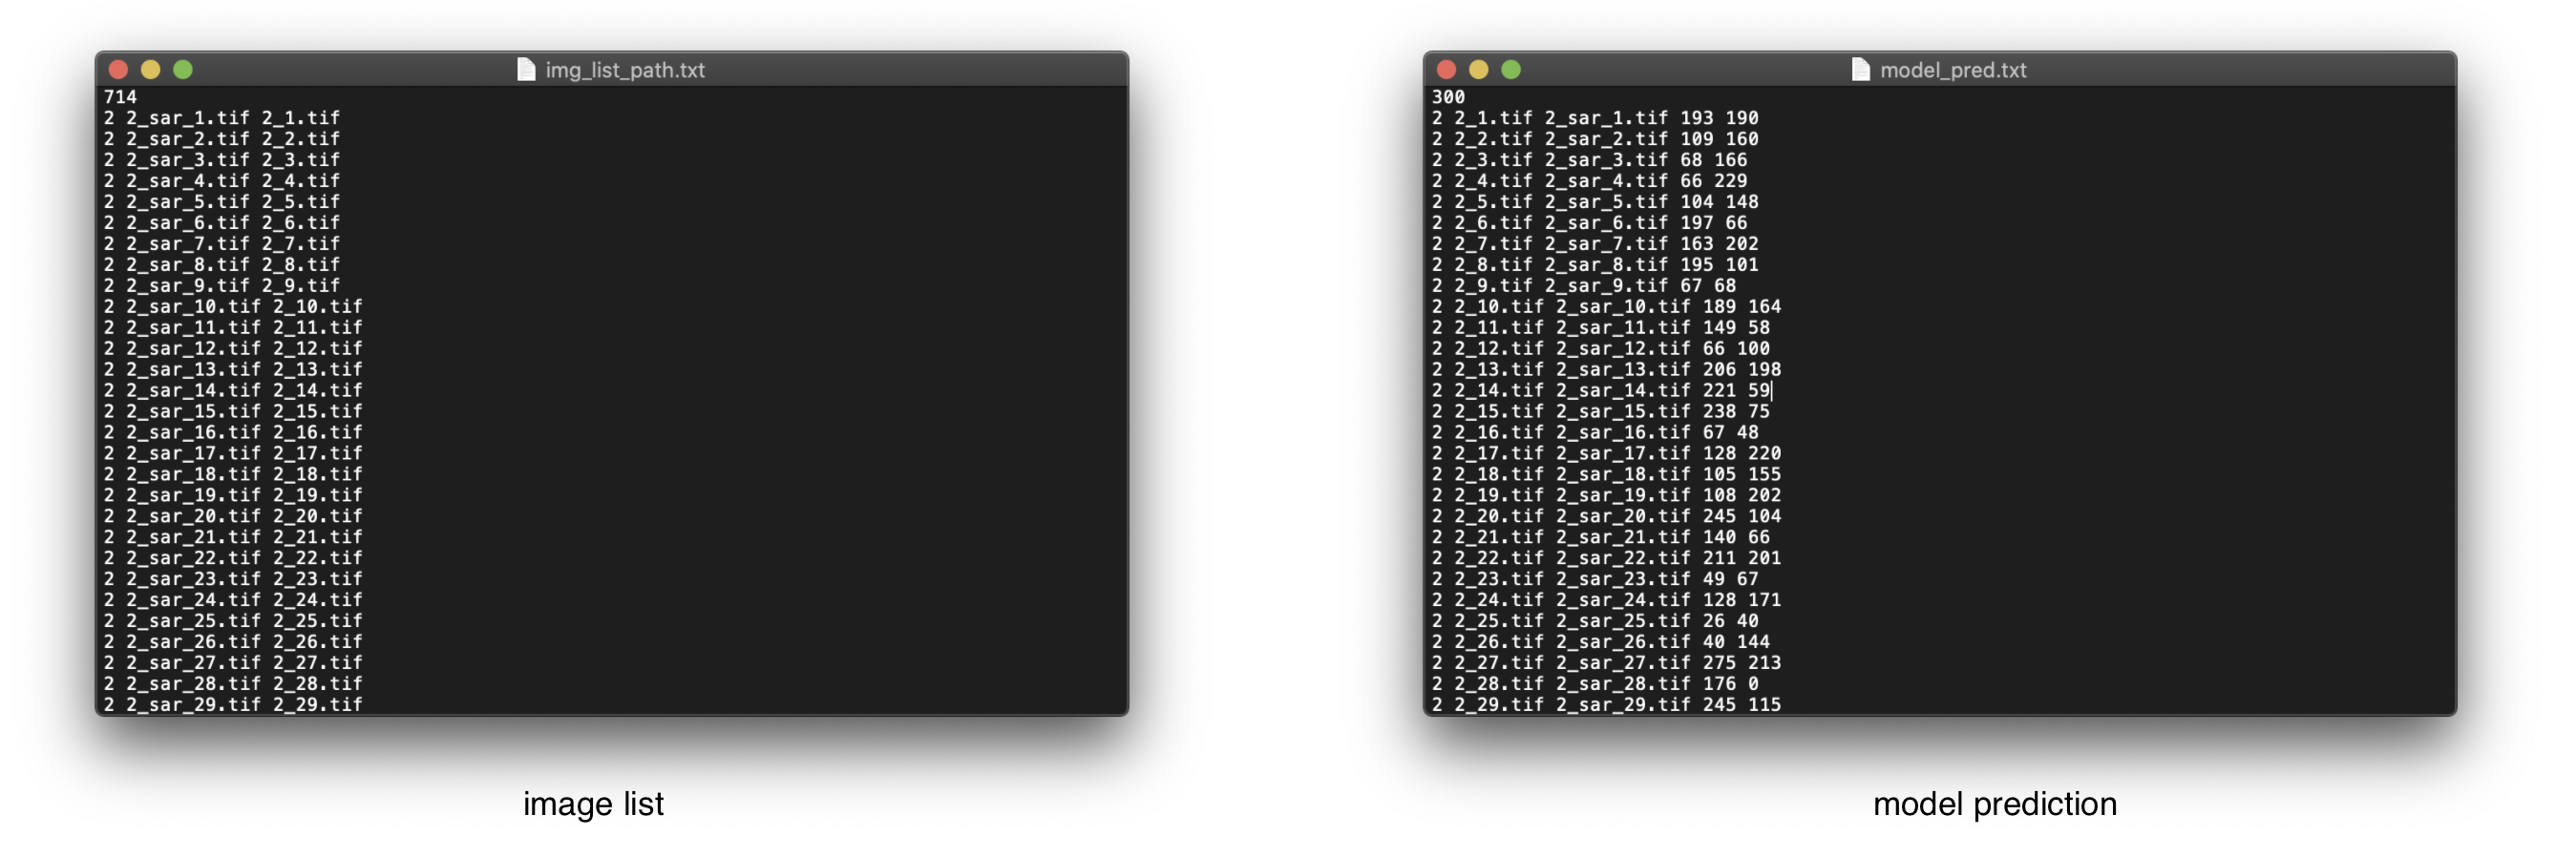 img_list_path.txt
714
2 2_sar_1.tif 2_1.tif
2 2_sar_2.tif 2_2.tif
2 2_sar_3.tif 2_3.tif
2 2_sar_4.tif 2_4.tif
2 2_sar_5.tif 2_5.tif
2 2_sar_6.tif 2_6.tif
2 2_sar_7.tif 2_7.tif
2 2_sar_8.tif 2_8.tif
2 2_sar_9.tif 2_9.tif
2 2_sar_10.tif 2_10.tif
2 2_sar_11.tif 2_11.tif
2 2_sar_12.tif 2_12.tif
2 2_sar_13.tif 2_13.tif
2 2_sar_14.tif 2_14.tif
2 2_sar_15.tif 2_15.tif
2 2_sar_16.tif 2_16.tif
2 2_sar_17.tif 2_17.tif
2 2_sar_18.tif 2_18.tif
2 2_sar_19.tif 2_19.tif
2 2_sar_20.tif 2_20.tif
2 2_sar_21.tif 2_21.tif
2 2_sar_22.tif 2_22.tif
2 2_sar_23.tif 2_23.tif
2 2_sar_24.tif 2_24.tif
2 2_sar_25.tif 2_25.tif
2 2_sar_26.tif 2_26.tif
2 2_sar_27.tif 2_27.tif
2 2_sar_28.tif 2_28.tif
2 2_sar_29.tif 2_29.tif
image list
model_pred.txt
300
2 2_1.tif 2_sar_1.tif 193 190
2 2_2.tif 2_sar_2.tif 109 160
2 2_3.tif 2_sar_3.tif 68 166
2 2_4.tif 2_sar_4.tif 66 229
2 2_5.tif 2_sar_5.tif 104 148
2 2_6.tif 2_sar_6.tif 197 66
2 2_7.tif 2_sar_7.tif 163 202
2 2_8.tif 2_sar_8.tif 195 101
2 2_9.tif 2_sar_9.tif 67 68
2 2_10.tif 2_sar_10.tif 189 164
2 2_11.tif 2_sar_11.tif 149 58
2 2_12.tif 2_sar_12.tif 66 100
2 2_13.tif 2_sar_13.tif 206 198
2 2_14.tif 2_sar_14.tif 221 59
2 2_15.tif 2_sar_15.tif 238 75
2 2_16.tif 2_sar_16.tif 67 48
2 2_17.tif 2_sar_17.tif 128 220
2 2_18.tif 2_sar_18.tif 105 155
2 2_19.tif 2_sar_19.tif 108 202
2 2_20.tif 2_sar_20.tif 245 104
2 2_21.tif 2_sar_21.tif 140 66
2 2_22.tif 2_sar_22.tif 211 201
2 2_23.tif 2_sar_23.tif 49 67
2 2_24.tif 2_sar_24.tif 128 171
2 2_25.tif 2_sar_25.tif 26 40
2 2_26.tif 2_sar_26.tif 40 144
2 2_27.tif 2_sar_27.tif 275 213
2 2_28.tif 2_sar_28.tif 176 0
2 2_29.tif 2_sar_29.tif 245 115
model prediction